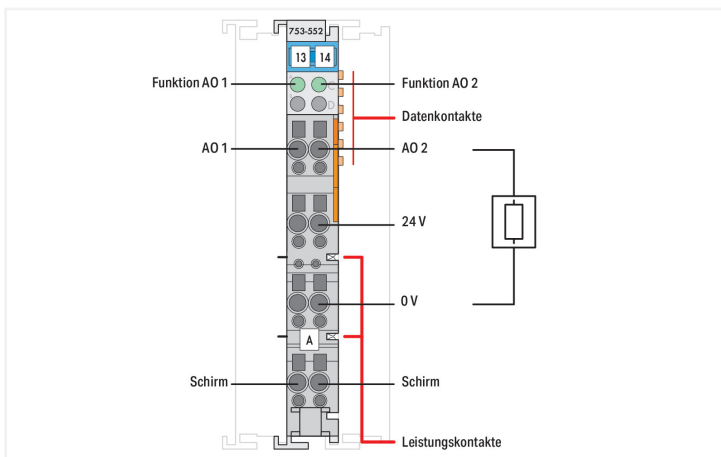 753-552
13 14
Funktion AO 1
Funktion AO 2
C
D
Datenkontakte
AO 1
AO 2
24 V
0 V
A
Schirm
Schirm
Leistungskontakte